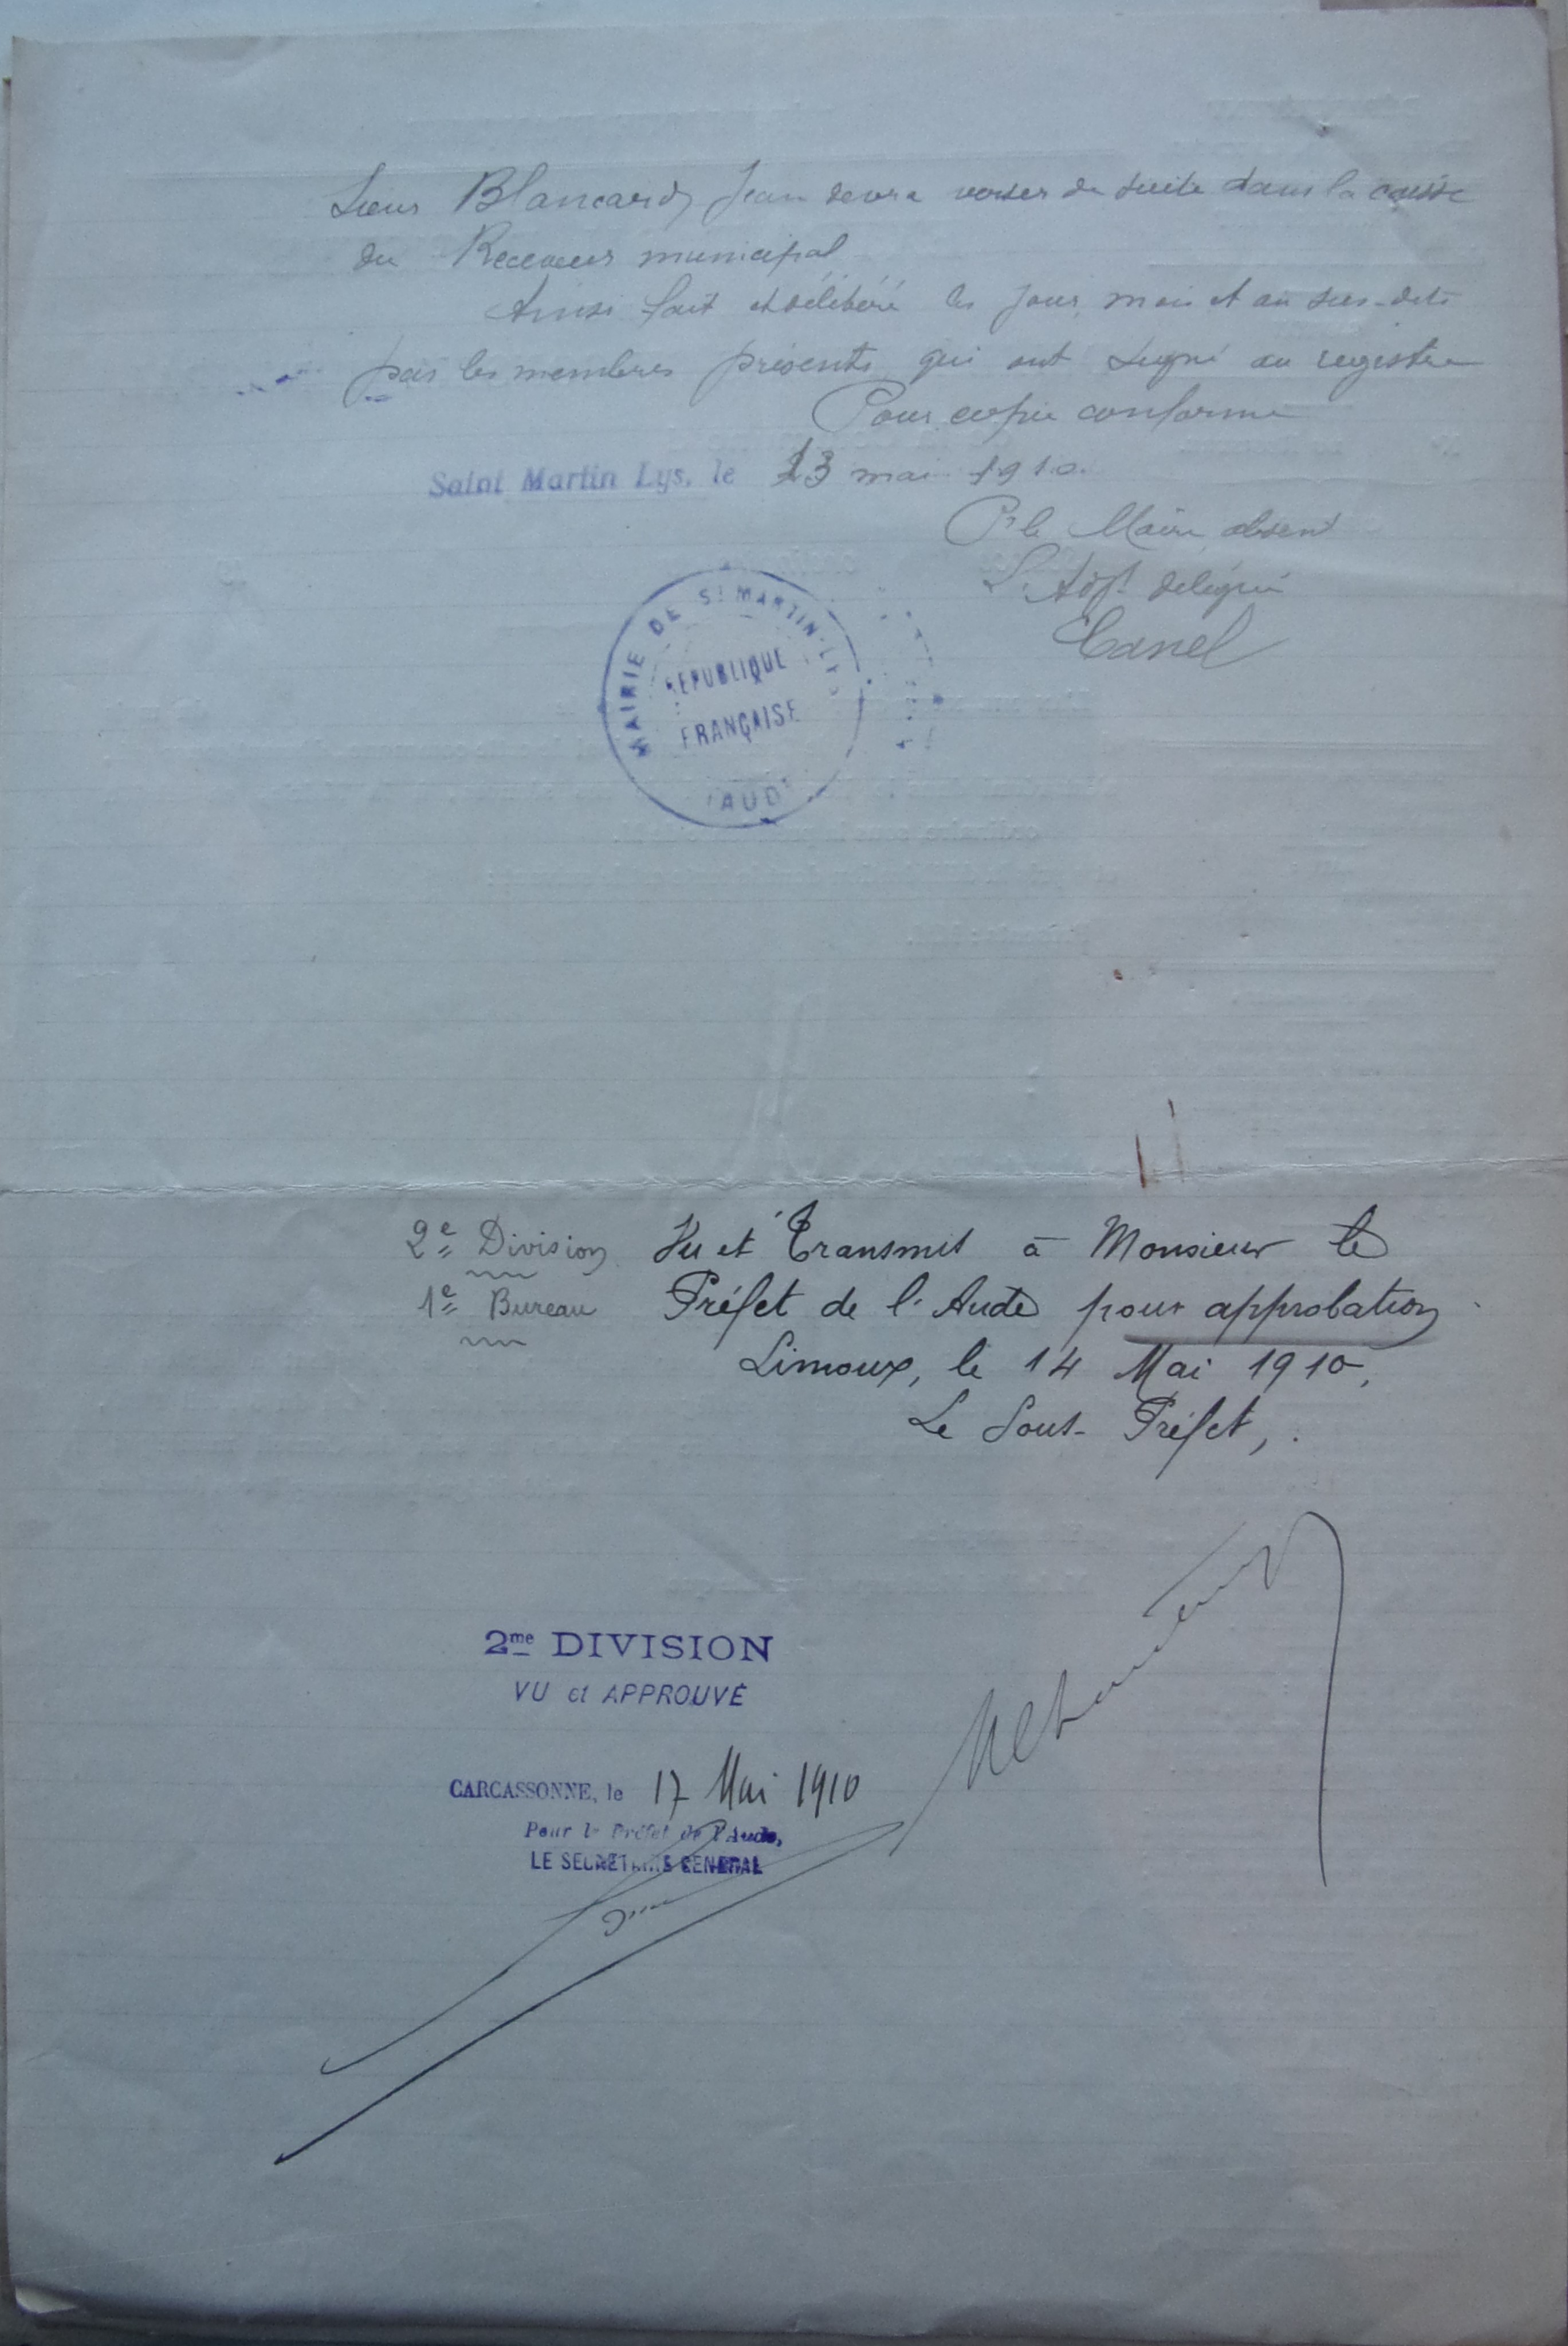 Sieur Blancard Jean devra verser de suite dans la caisse
du Receveur municipal
Ainsi fait et délibéré les jour, mois et an sus-dits
par les membres présents qui ont signé au registre
Pour copie conforme
Saint Martin Lys, le 13 mai 1910.
Pr le Maire absent
L'Adjt délégué
Canel
MAIRIE DE St MARTIN-LYS
RÉPUBLIQUE
FRANÇAISE
AUDE
2e Division Vu et Transmis à Monsieur le
1e Bureau Préfet de l'Aude pour approbation
Limoux, le 14 Mai 1910,
Le Sous-Préfet,
2me DIVISION
VU et APPROUVÉ
CARCASSONNE, le 17 Mai 1910
Pour le Préfet de l'Aude,
LE SECRÉTAIRE GÉNÉRAL